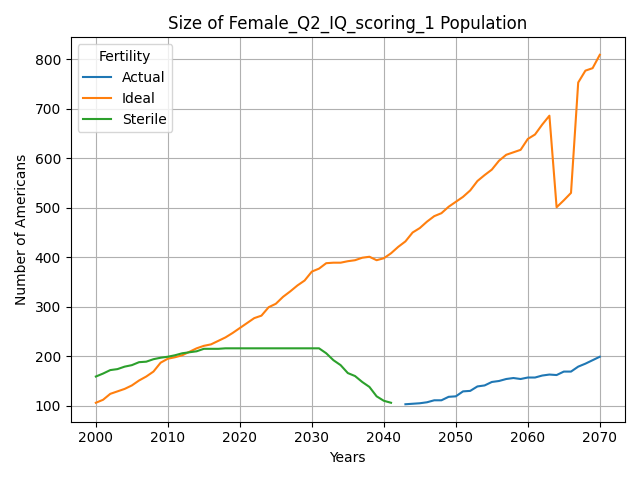 Size of Female_Q2_IQ_scoring_1 Population
Fertility
Actual
Ideal
Sterile
Number of Americans
800
700
600
500
400
300
200
100
2000 2010 2020 2030 2040 2050 2060 2070
Years